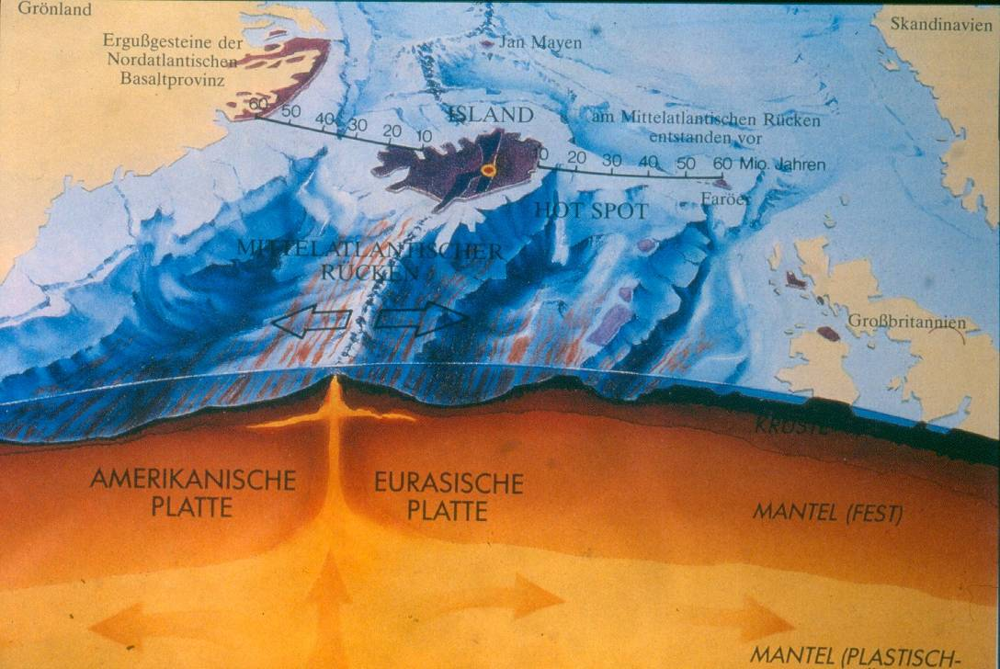 Grönland
Skandinavien
Ergußgesteine der
Nordatlantischen
Basaltprovinz
Jan Mayen
60 50 40 30 20 10
ISLAND
am Mittelatlantischen Rücken
entstanden vor
10 20 30 40 50 60 Mio. Jahren
Faröer
HOT SPOT
MITTELATLANTISCHER
RÜCKEN
Großbritannien
KRUSTE
AMERIKANISCHE
PLATTE
EURASISCHE
PLATTE
MANTEL (FEST)
MANTEL (PLASTISCH-